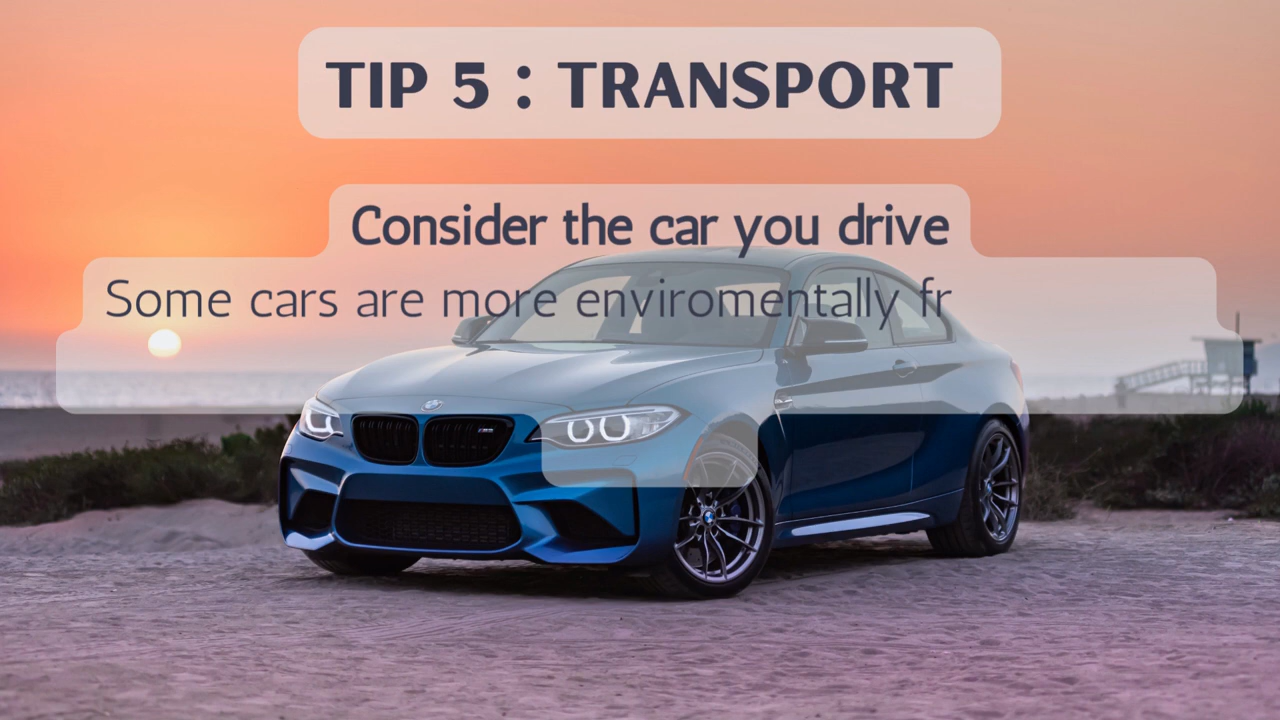 TIP 5 : TRANSPORT
Consider the car you drive
Some cars are more enviromentally fr